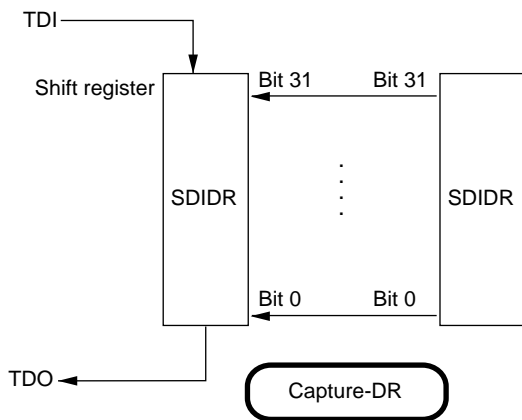 TDI
Shift register
Bit 31 Bit 31
SDIDR SDIDR
Bit 0 Bit 0
TDO
Capture-DR